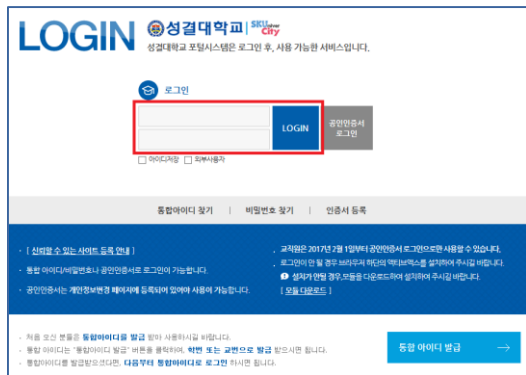 LOGIN 성결대학교 SKUniver City
성결대학교 포털시스템은 로그인 후, 사용 가능한 서비스입니다.
로그인
LOGIN
공인인증서
로그인
아이디저장 외부사용자
통합아이디 찾기 | 비밀번호 찾기 | 인증서 등록
- [ 신뢰할 수 있는 사이트 등록 안내 ]
- 통합 아이디/비밀번호나 공인인증서로 로그인이 가능합니다.
- 공인인증서는 개인정보변경 페이지에 등록되어 있어야 사용이 가능합니다.
. 교직원은 2017년 2월 1일부터 공인인증서 로그인으로만 사용할 수 있습니다.
. 로그인이 안 될 경우 브라우저 하단의 액티브엑스를 설치하여 주시길 바랍니다.
설치가 안될 경우, 모듈을 다운로드하여 설치하여 주시길 바랍니다.
[ 모듈 다운로드 ]
- 처음 오신 분들은 통합아이디를 발급 받아 사용하시길 바랍니다.
- 통합 아이디는 "통합아이디 발급" 버튼을 클릭하여, 학번 또는 교번으로 발급 받으시면 됩니다.
- 통합아이디를 발급받으셨다면, 다음부터 통합아이디로 로그인 하시면 됩니다.
통합 아이디 발급 →